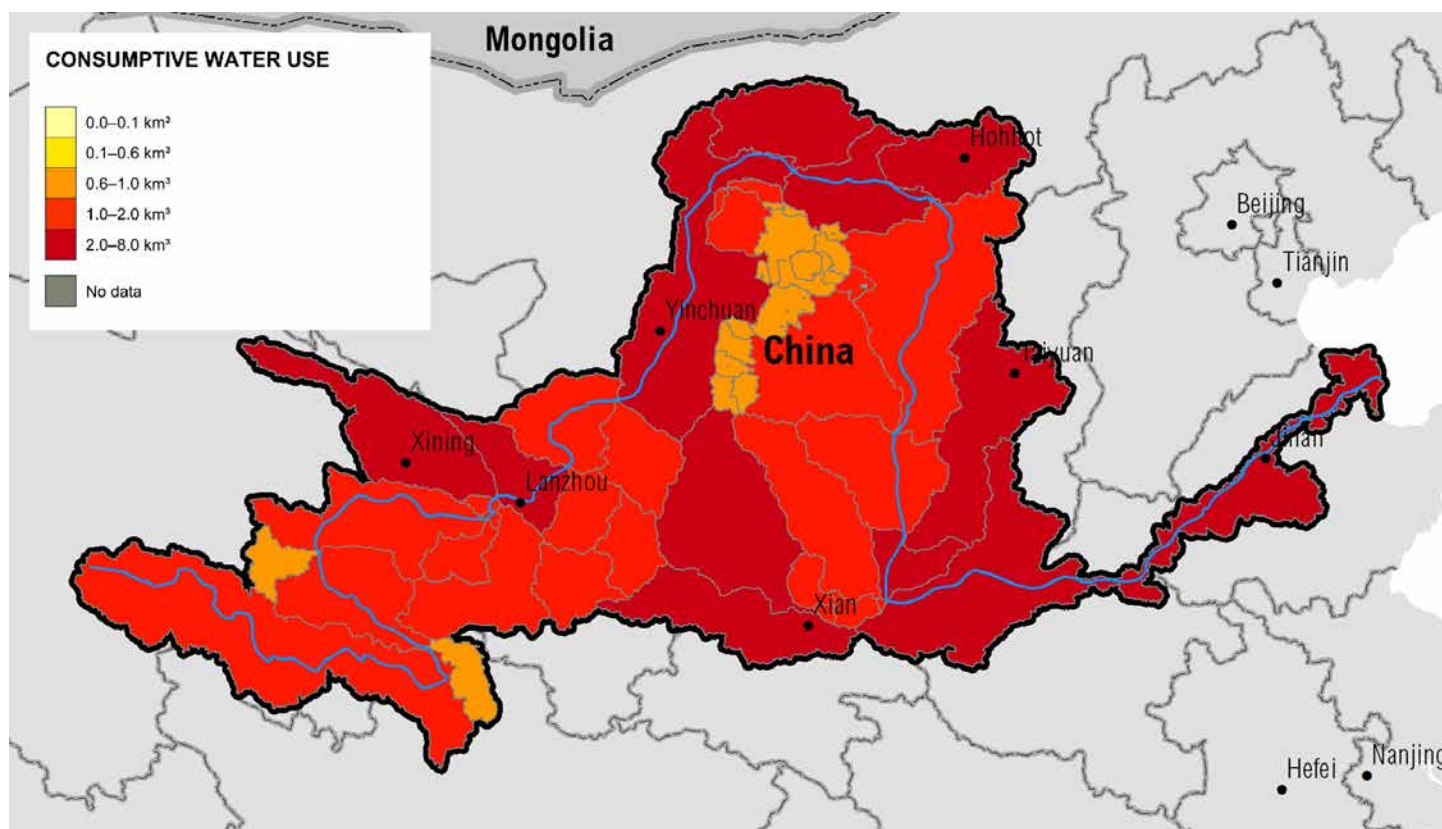 Mongolia
CONSUMPTIVE WATER USE
0.0–0.1 km³
0.1–0.6 km³
0.6–1.0 km³
1.0–2.0 km³
2.0–8.0 km³
No data
Hohhot
Beijing
Tianjin
Yinchuan
China
Taiyuan
Xining
Jinan
Lanzhou
Xian
Hefei
Nanjing